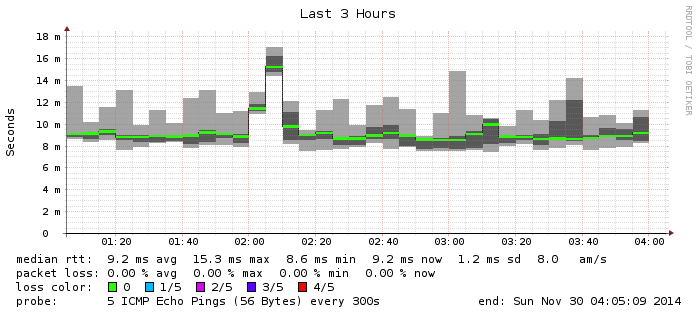 Last 3 Hours
RRDTOOL / TOBI OETIKER
Seconds
18 m
16 m
14 m
12 m
10 m
8 m
6 m
4 m
2 m
0
01:20 01:40 02:00 02:20 02:40 03:00 03:20 03:40 04:00
median rtt: 9.2 ms avg 15.3 ms max 8.6 ms min 9.2 ms now 1.2 ms sd 8.0 am/s
packet loss: 0.00 % avg 0.00 % max 0.00 % min 0.00 % now
loss color: 0 1/5 2/5 3/5 4/5
probe: 5 ICMP Echo Pings (56 Bytes) every 300s end: Sun Nov 30 04:05:09 2014